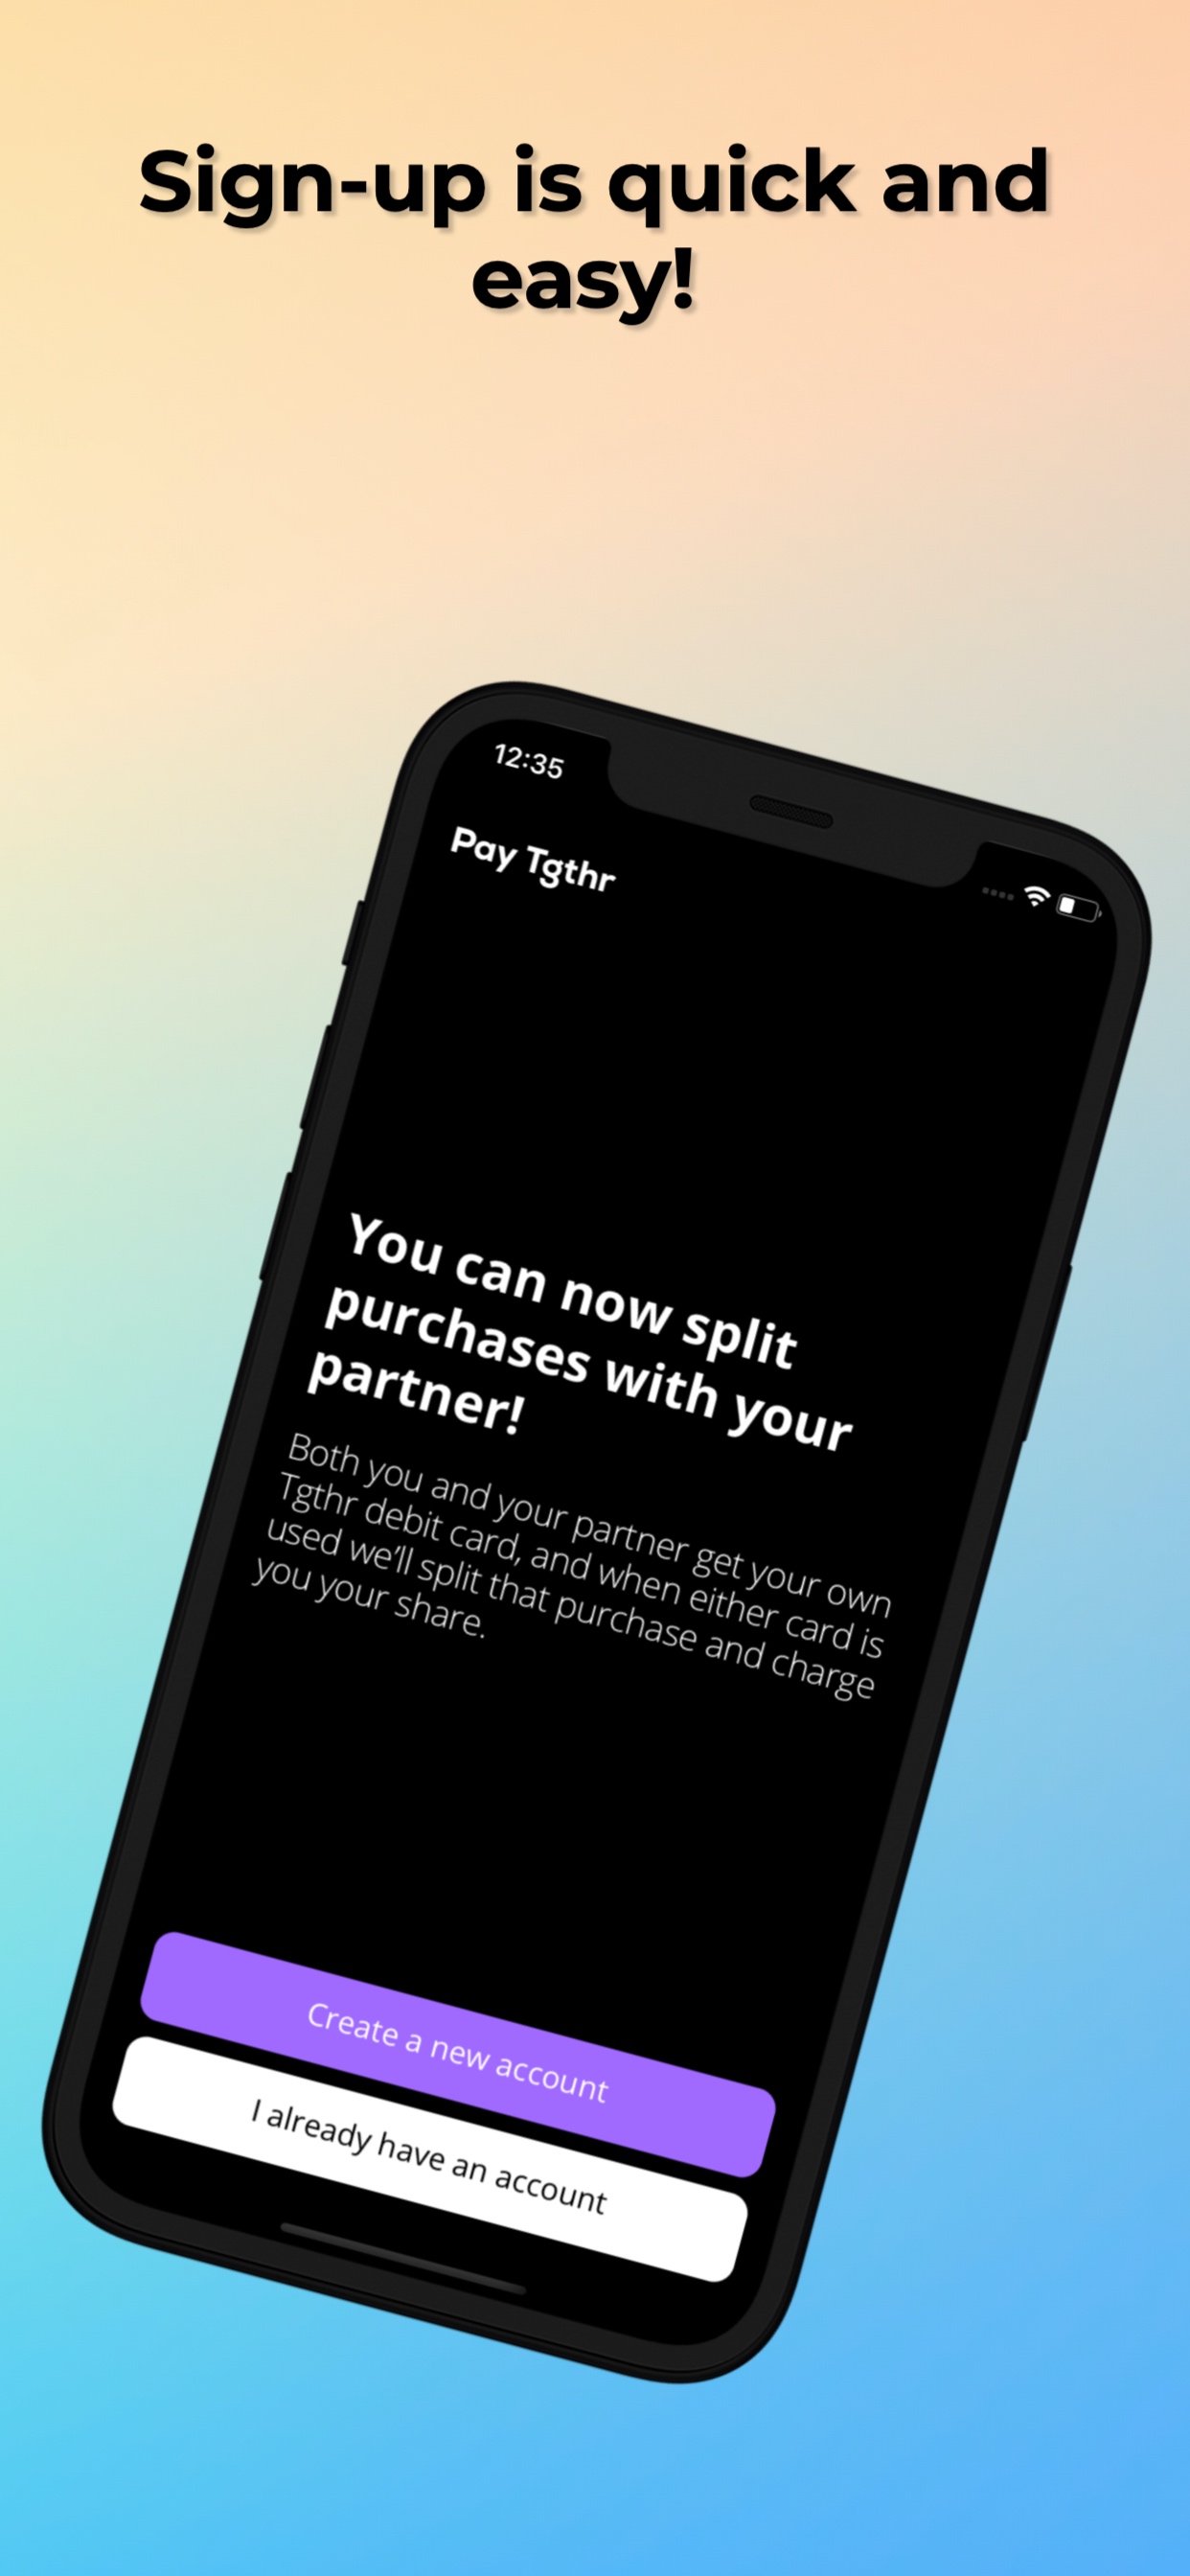 Sign-up is quick and
easy!
12:35
Pay Tgthr
You can now split
purchases with your
partner!
Both you and your partner get your own
Tgthr debit card, and when either card is
used we’ll split that purchase and charge
you your share.
Create a new account
I already have an account